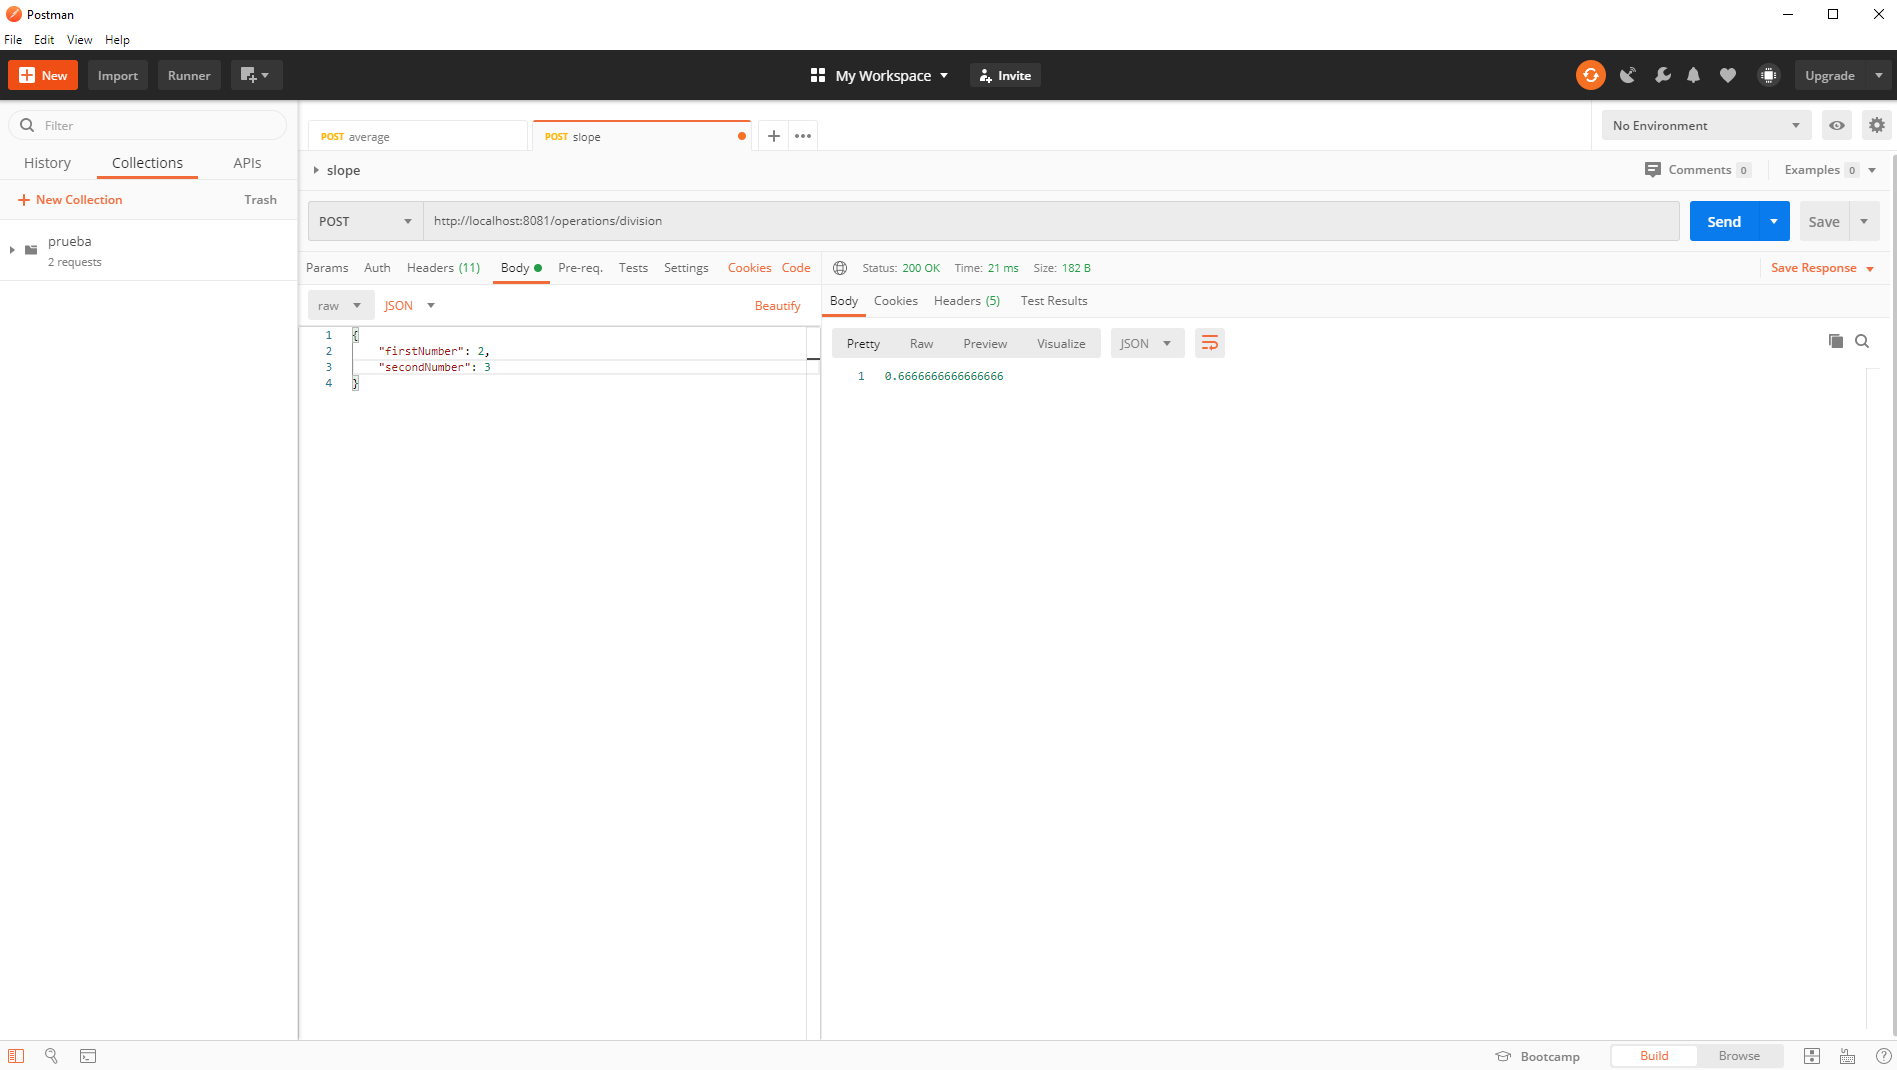 Postman
File Edit View Help
New Import Runner My Workspace Invite Upgrade
Filter
History Collections APIs
New Collection Trash
prueba
2 requests
POST average POST slope ••• No Environment
slope Comments 0 Examples 0
POST http://localhost:8081/operations/division Send Save
Params Auth Headers (11) Body Pre-req. Tests Settings Cookies Code
Status: 200 OK Time: 21 ms Size: 182 B Save Response
raw JSON Beautify
1 {
2 "firstNumber": 2,
3 "secondNumber": 3
4 }
Body Cookies Headers (5) Test Results
Pretty Raw Preview Visualize JSON
1 0.6666666666666666
Bootcamp Build Browse ?